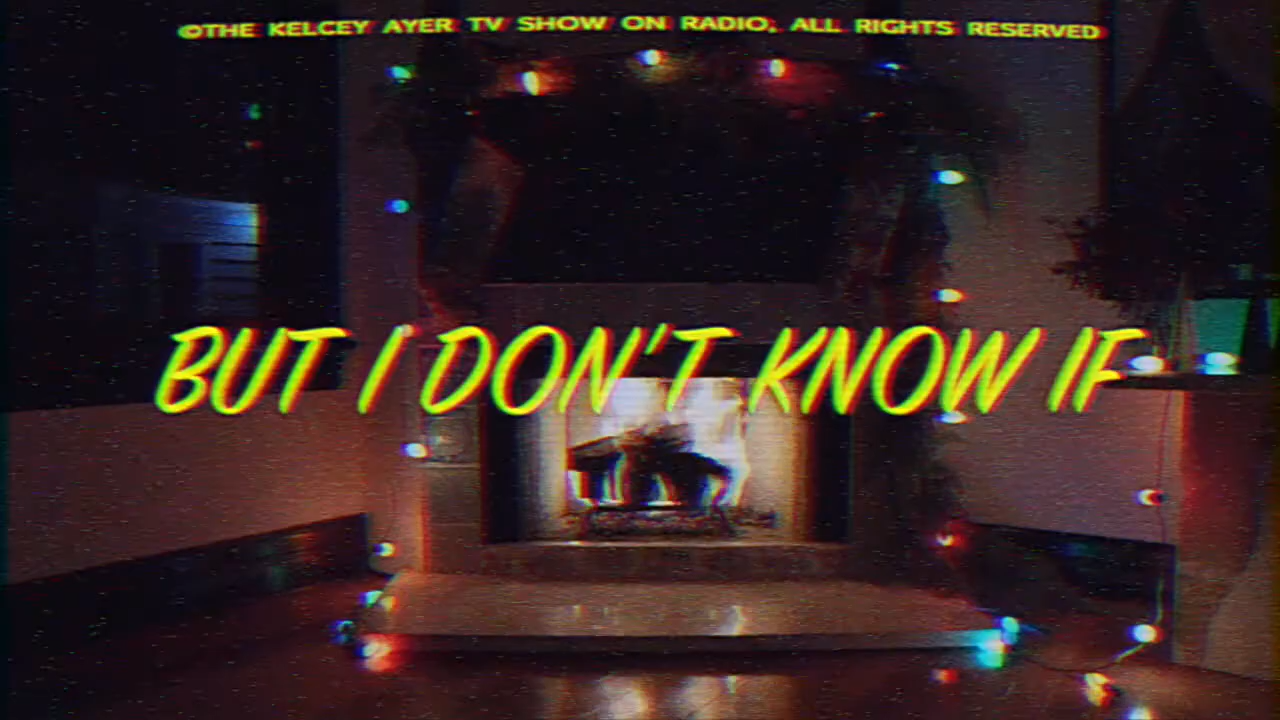 ©THE KELCEY AYER TV SHOW ON RADIO, ALL RIGHTS RESERVED
BUT I DON'T KNOW IF